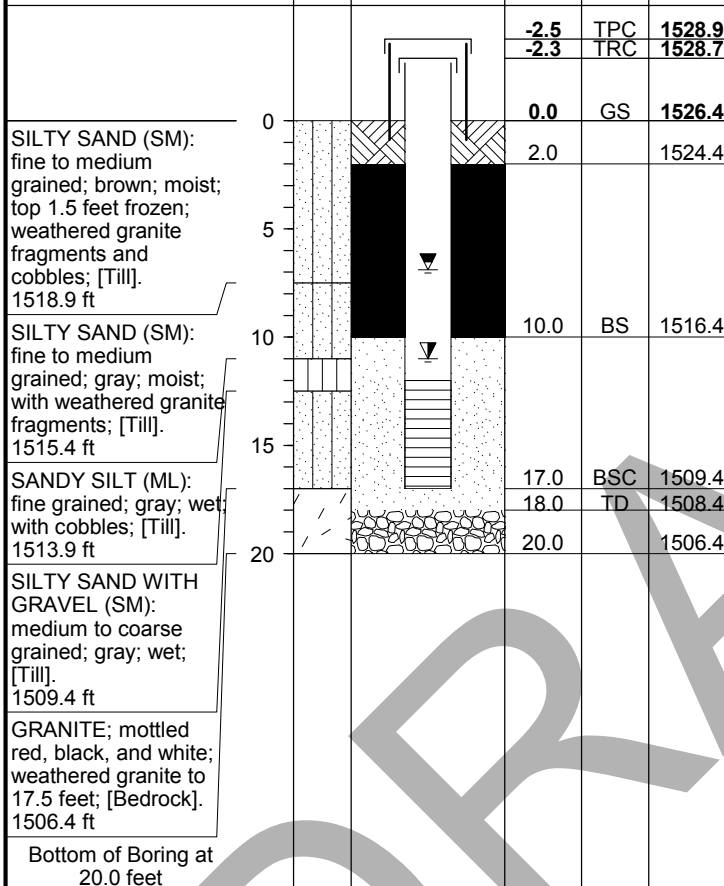 -2.5 TPC 1528.9
-2.3 TRC 1528.7
0.0 GS 1526.4
2.0 1524.4
10.0 BS 1516.4
17.0 BSC 1509.4
18.0 TD 1508.4
20.0 1506.4
0
5
10
15
20
SILTY SAND (SM):
fine to medium
grained; brown; moist;
top 1.5 feet frozen;
weathered granite
fragments and
cobbles; [Till].
1518.9 ft
SILTY SAND (SM):
fine to medium
grained; gray; moist;
with weathered granite
fragments; [Till].
1515.4 ft
SANDY SILT (ML):
fine grained; gray; wet;
with cobbles; [Till].
1513.9 ft
SILTY SAND WITH
GRAVEL (SM):
medium to coarse
grained; gray; wet;
[Till].
1509.4 ft
GRANITE; mottled
red, black, and white;
weathered granite to
17.5 feet; [Bedrock].
1506.4 ft
Bottom of Boring at
20.0 feet